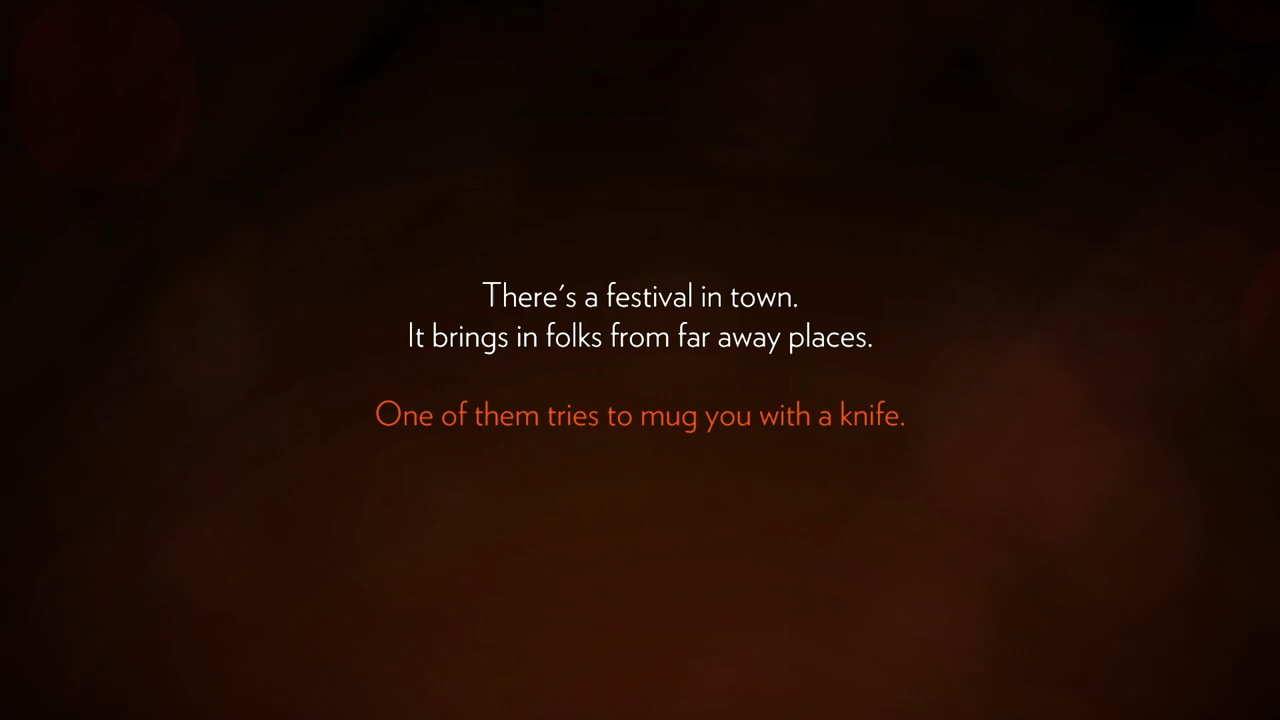 There's a festival in town.
It brings in folks from far away places.
One of them tries to mug you with a knife.